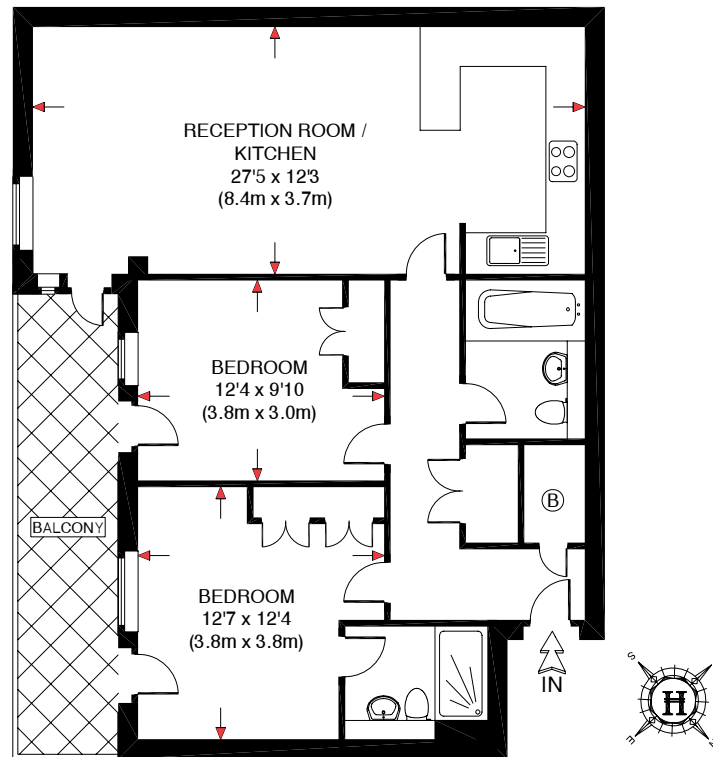 RECEPTION ROOM /
KITCHEN
27'5 x 12'3
(8.4m x 3.7m)
BEDROOM
12'4 x 9'10
(3.8m x 3.0m)
BALCONY
B
BEDROOM
12'7 x 12'4
(3.8m x 3.8m)
IN
S
W
H
E
N